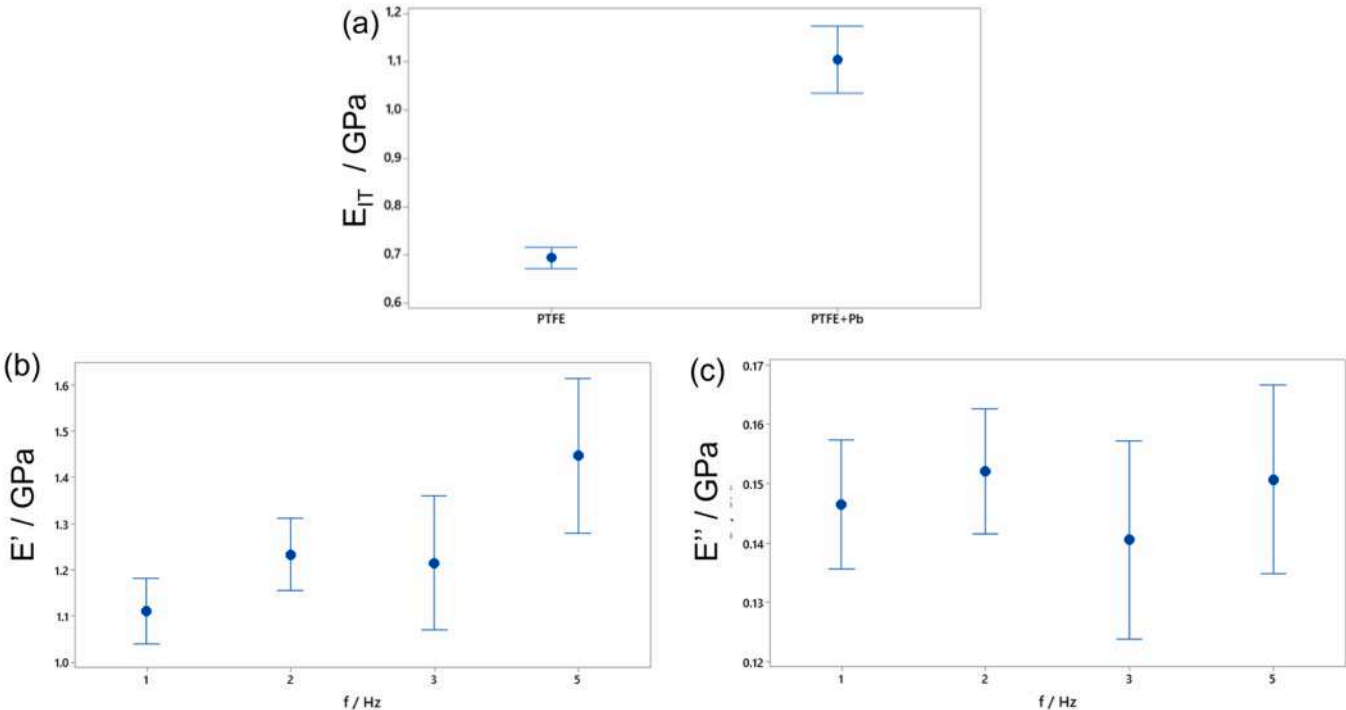 (a)
E_IT / GPa
1,2
1,1
1,0
0,9
0,8
0,7
0,6
PTFE PTFE+Pb
(b)
E' / GPa
1.6
1.5
1.4
1.3
1.2
1.1
1.0
1 2 3 5
f / Hz
(c)
E'' / GPa
0.17
0.16
0.15
0.14
0.13
0.12
1 2 3 5
f / Hz